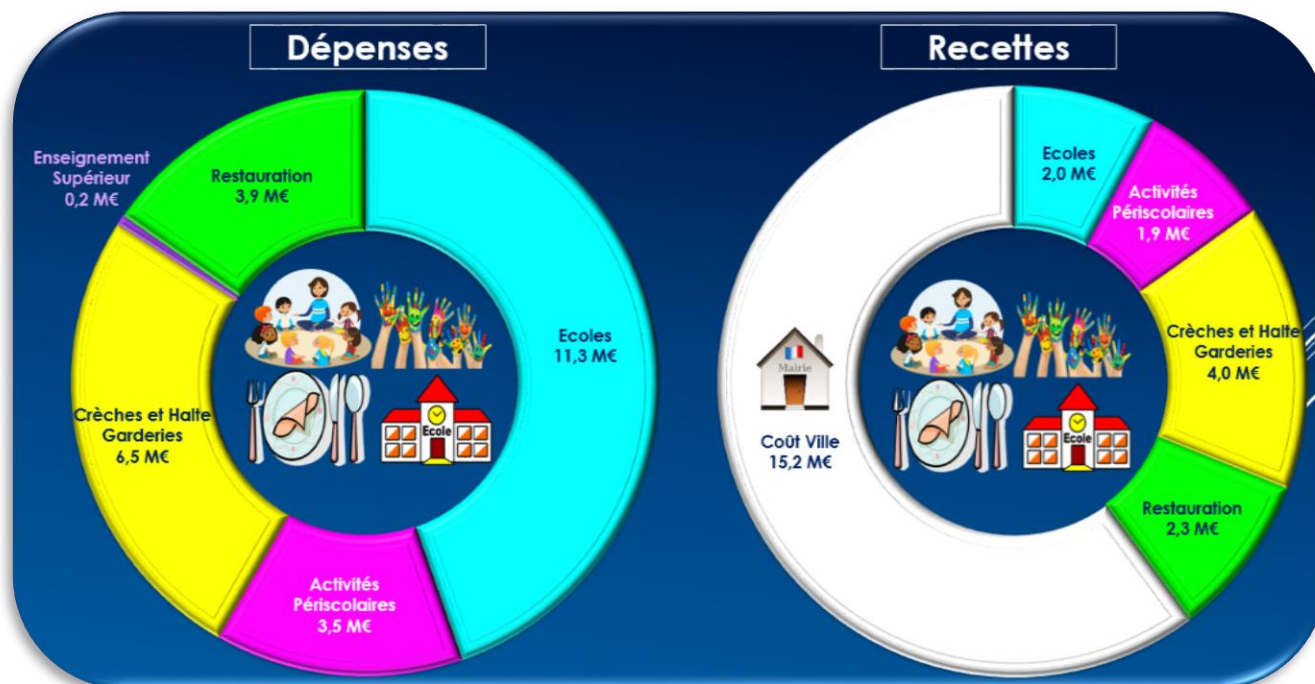 Dépenses
Enseignement
Supérieur
0,2 M€
Restauration
3,9 M€
Ecoles
11,3 M€
Crèches et Halte
Garderies
6,5 M€
Activités
Périscolaires
3,5 M€
Ecole
Recettes
Ecoles
2,0 M€
Activités
Périscolaires
1,9 M€
Crèches et Halte
Garderies
4,0 M€
Restauration
2,3 M€
Mairie
Coût Ville
15,2 M€
Ecole